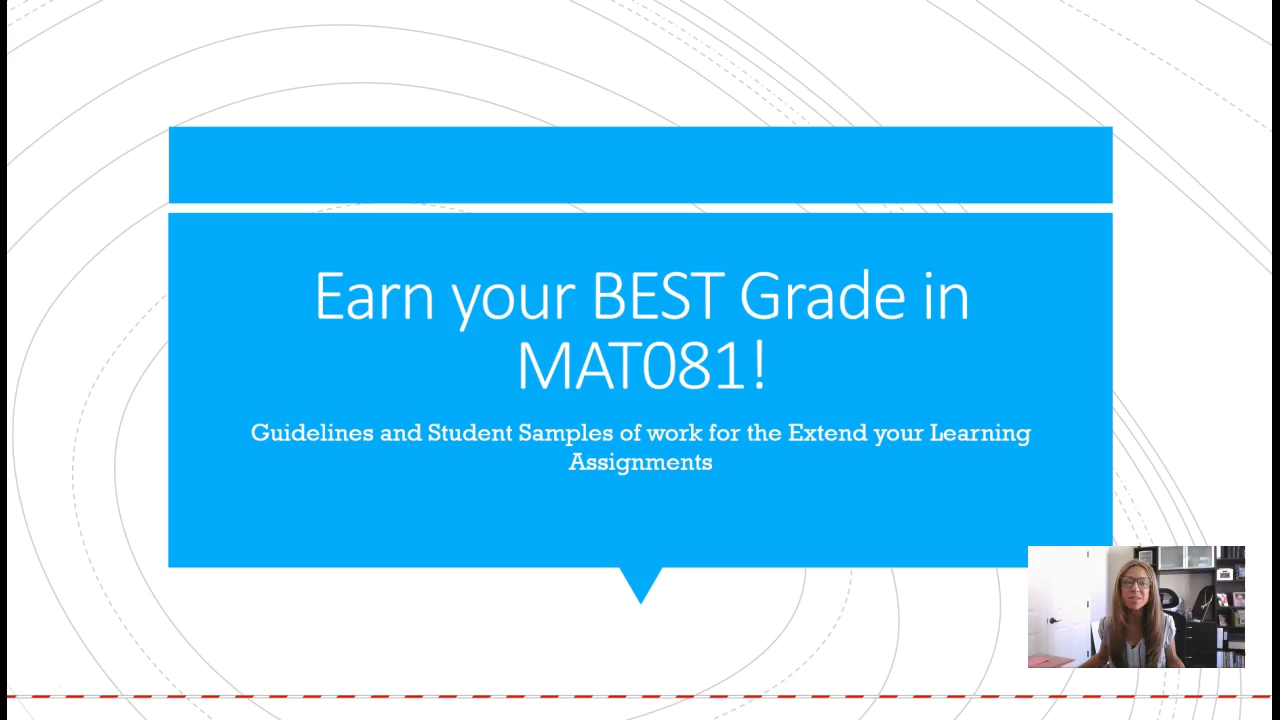 Earn your BEST Grade in
MAT081!
Guidelines and Student Samples of work for the Extend your Learning
Assignments